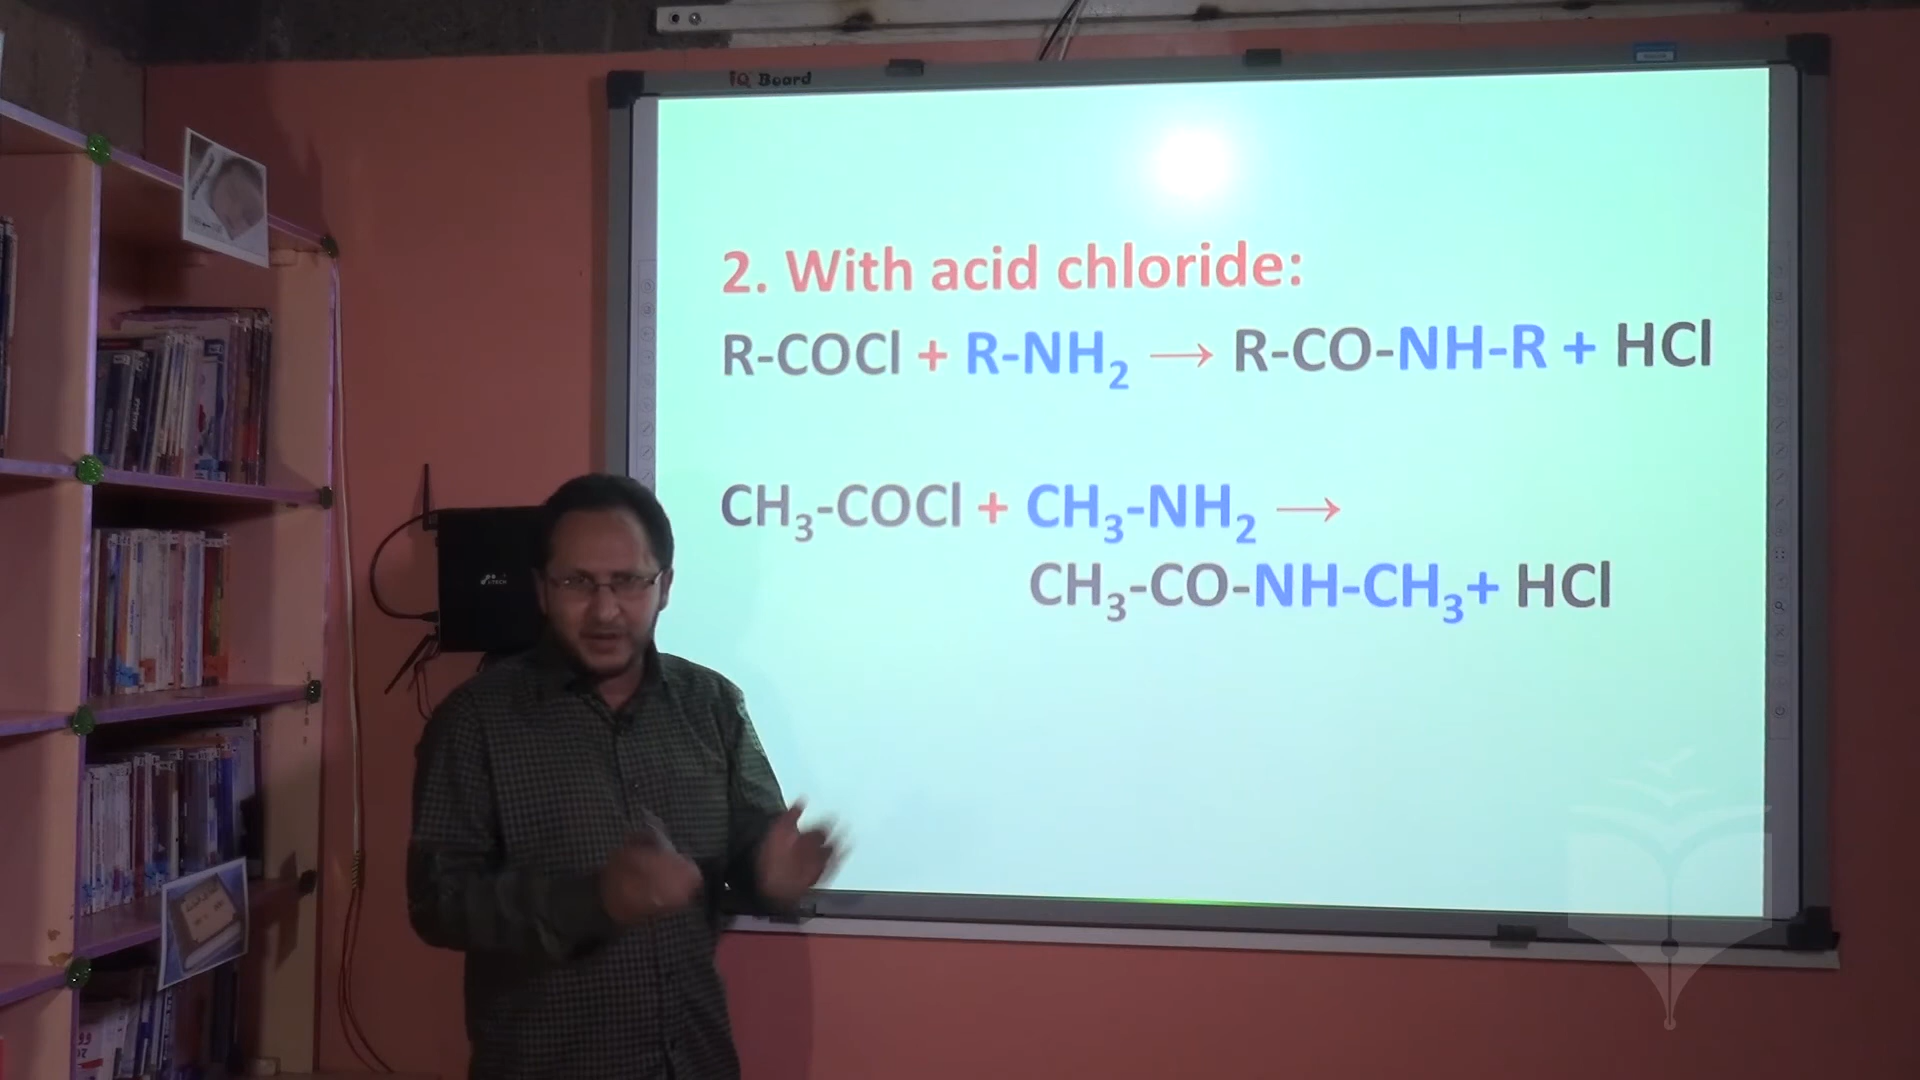 iQ Board
2. With acid chloride:
R-COCl + R-NH₂ → R-CO-NH-R + HCl
CH₃-COCl + CH₃-NH₂ →
CH₃-CO-NH-CH₃+ HCl